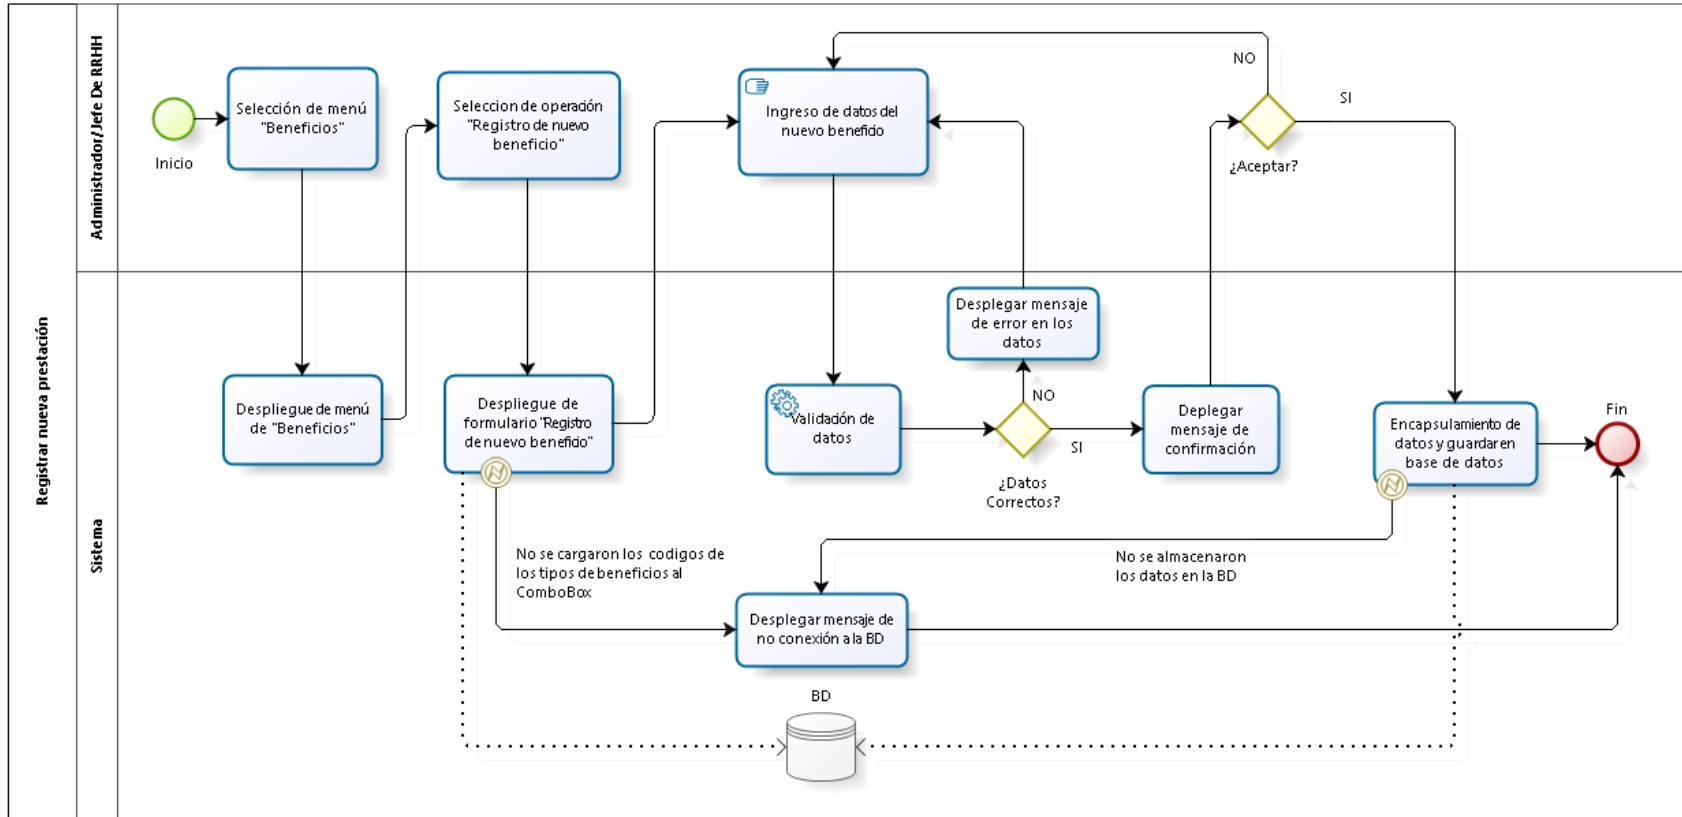 Registrar nueva prestación
Administrador/Jefe De RRHH
Inicio
Selección de menú
"Beneficios"
Seleccion de operación
"Registro de nuevo
beneficio"
Ingreso de datos del
nuevo beneficio
NO
SI
¿Aceptar?
Sistema
Despliegue de menú
de "Beneficios"
Despliegue de
formulario "Registro
de nuevo beneficio"
Validación de
datos
Desplegar mensaje
de error en los
datos
NO
SI
¿Datos
Correctos?
Deplegar
mensaje de
confirmación
Encapsulamiento de
datos y guardar en
base de datos
Fin
No se cargaron los codigos de
los tipos de beneficios al
ComboBox
No se almacenaron
los datos en la BD
Desplegar mensaje de
no conexión a la BD
BD